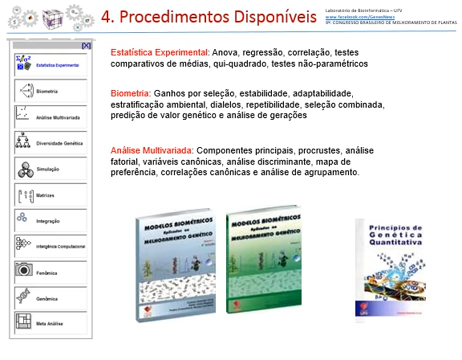 4. Procedimentos Disponíveis
Laboratório de Bioinformática – UFV
www.facebook.com/GenesNews
9º. CONGRESSO BRASILEIRO DE MELHORAMENTO DE PLANTAS
Estatística Experimental
Biometria
Análise Multivariada
Diversidade Genética
Simulação
Matrizes
Integração
Inteligência Computacional
Fenômica
Genômica
Meta Análise
Estatística Experimental: Anova, regressão, correlação, testes
comparativos de médias, qui-quadrado, testes não-paramétricos
Biometria: Ganhos por seleção, estabilidade, adaptabilidade,
estratificação ambiental, dialelos, repetibilidade, seleção combinada,
predição de valor genético e análise de gerações
Análise Multivariada: Componentes principais, procrustes, análise
fatorial, variáveis canônicas, análise discriminante, mapa de
preferência, correlações canônicas e análise de agrupamento.
MODELOS BIOMÉTRICOS
Aplicados ao
MELHORAMENTO GENÉTICO
MODELOS BIOMÉTRICOS
Aplicados ao
MELHORAMENTO GENÉTICO
Princípios de
Genética
Quantitativa